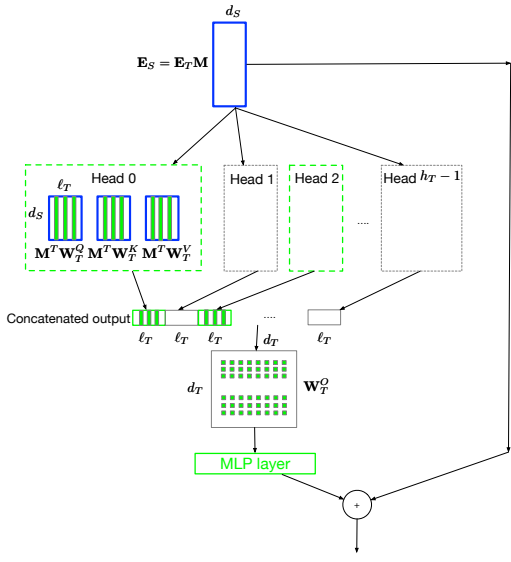 d_S
E_S = E_T M
Head 0
Head 1
Head 2
Head h_T − 1
ℓ_T
d_S
....
M^T W_T^Q M^T W_T^K M^T W_T^V
Concatenated output
....
ℓ_T ℓ_T ℓ_T ℓ_T
d_T
d_T
W_T^O
MLP layer
+